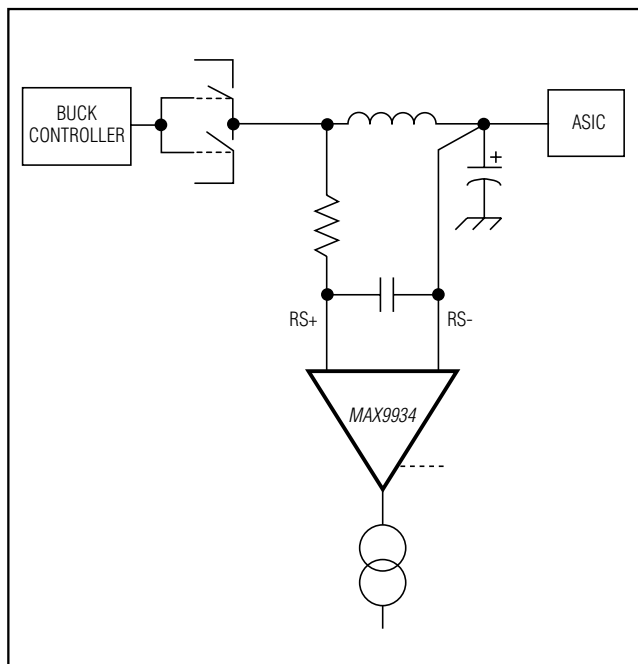 BUCK
CONTROLLER
ASIC
+
RS+
RS-
MAX9934